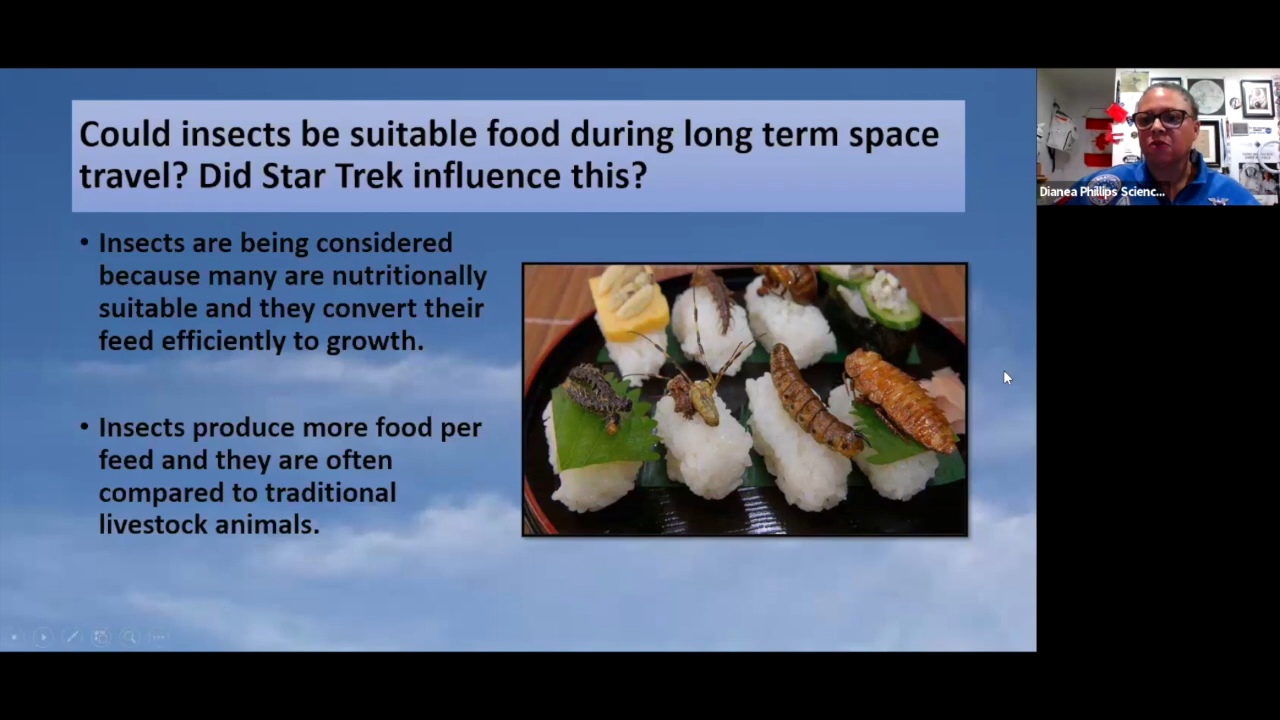 Could insects be suitable food during long term space
travel? Did Star Trek influence this?
• Insects are being considered
because many are nutritionally
suitable and they convert their
feed efficiently to growth.
• Insects produce more food per
feed and they are often
compared to traditional
livestock animals.
Dianea Phillips Scienc...